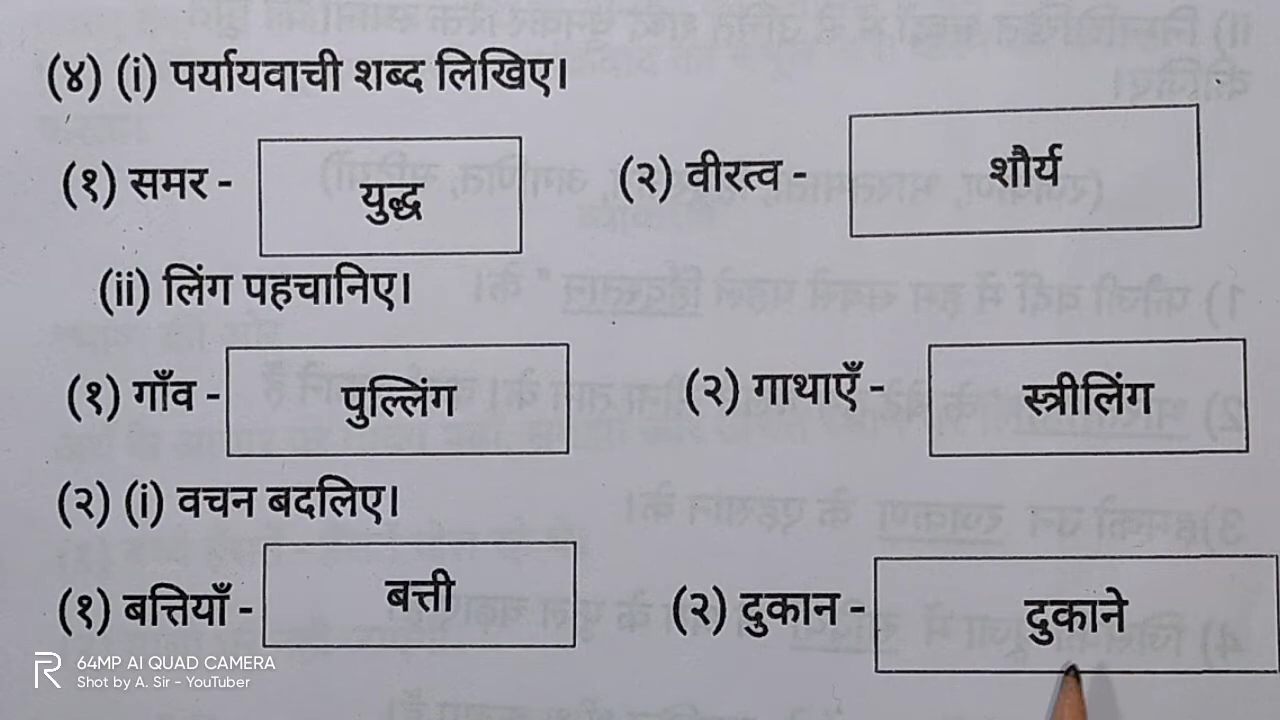 (४) (i) पर्यायवाची शब्द लिखिए।
(१) समर - युद्ध (२) वीरत्व - शौर्य
(ii) लिंग पहचानिए।
(१) गाँव - पुल्लिंग (२) गाथाएँ - स्त्रीलिंग
(२) (i) वचन बदलिए।
(१) बत्तियाँ - बत्ती (२) दुकान - दुकाने
64MP AI QUAD CAMERA
Shot by A. Sir - YouTuber